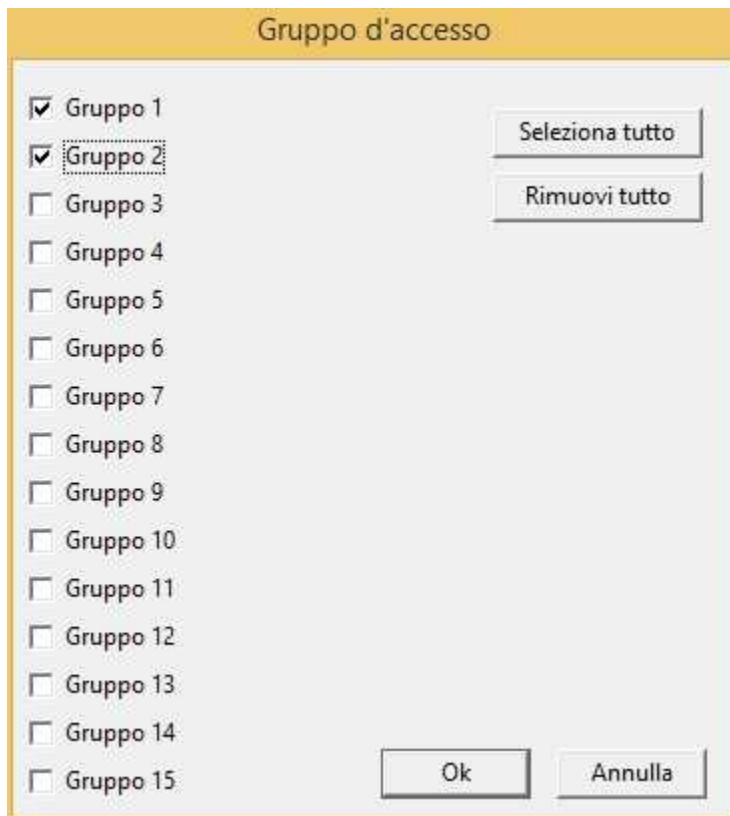 Gruppo d'accesso
Gruppo 1
Gruppo 2
Gruppo 3
Gruppo 4
Gruppo 5
Gruppo 6
Gruppo 7
Gruppo 8
Gruppo 9
Gruppo 10
Gruppo 11
Gruppo 12
Gruppo 13
Gruppo 14
Gruppo 15
Seleziona tutto
Rimuovi tutto
Ok
Annulla